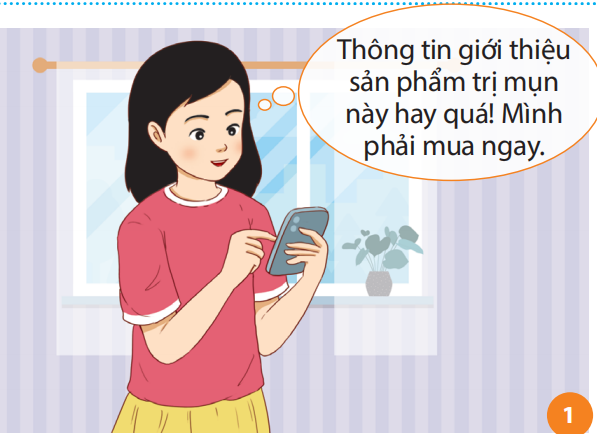 Thông tin giới thiệu
sản phẩm trị mụn
này hay quá! Mình
phải mua ngay.
1